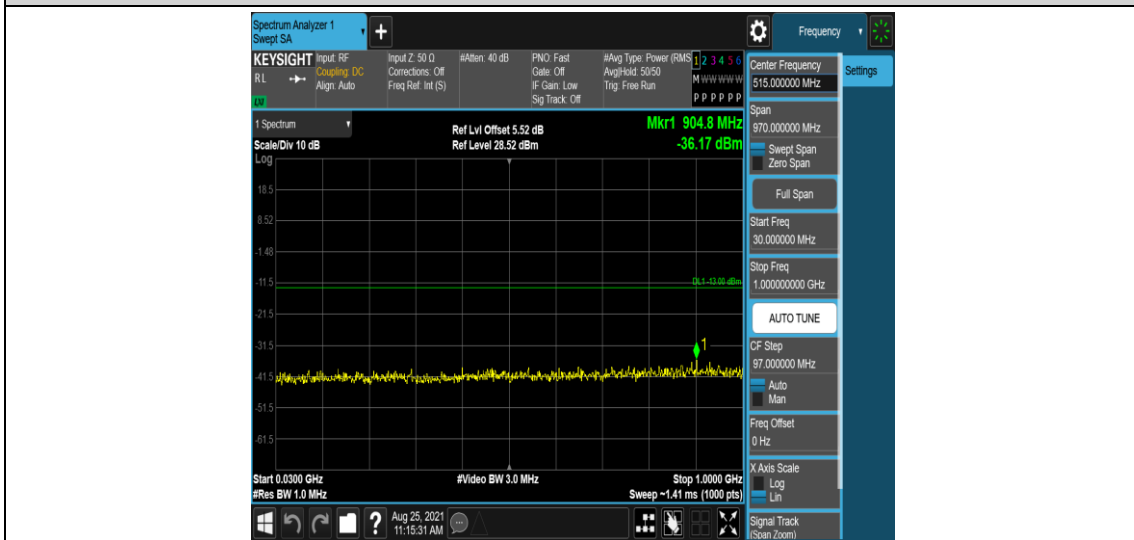 Spectrum Analyzer 1
Swept SA
+
Frequency
KEYSIGHT
RL
LXI
Input: RF
Coupling: DC
Align: Auto
Input Z: 50 Ω
Corrections: Off
Freq Ref: Int (S)
#Atten: 40 dB
PNO: Fast
Gate: Off
IF Gain: Low
Sig Track: Off
#Avg Type: Power (RMS
Avg|Hold: 50/50
Trig: Free Run
1 2 3 4 5 6
M W W W W W
P P P P P P
1 Spectrum
Scale/Div 10 dB
Ref Lvl Offset 5.52 dB
Ref Level 28.52 dBm
Mkr1 904.8 MHz
-36.17 dBm
Log
18.5
8.52
-1.48
-11.5
DL1 -13.00 dBm
-21.5
-31.5
1
-41.5
-51.5
-61.5
Start 0.0300 GHz
#Res BW 1.0 MHz
#Video BW 3.0 MHz
Stop 1.0000 GHz
Sweep ~1.41 ms (1000 pts)
?
Aug 25, 2021
11:15:31 AM
Center Frequency
515.000000 MHz
Settings
Span
970.000000 MHz
Swept Span
Zero Span
Full Span
Start Freq
30.000000 MHz
Stop Freq
1.000000000 GHz
AUTO TUNE
CF Step
97.000000 MHz
Auto
Man
Freq Offset
0 Hz
X Axis Scale
Log
Lin
Signal Track
(Span Zoom)